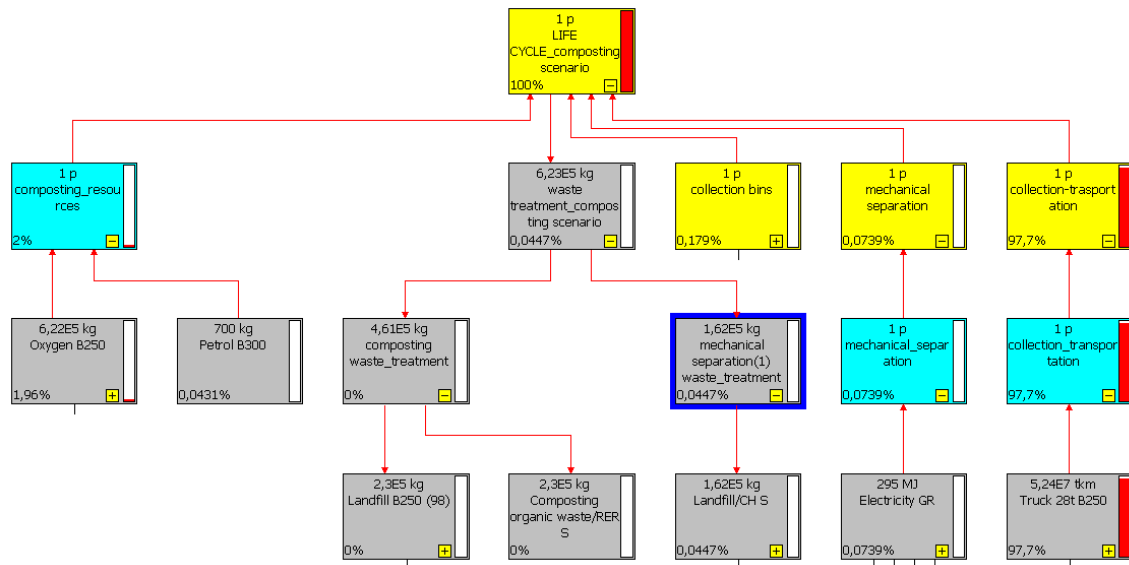 1 p
LIFE
CYCLE_composting
scenario
100%
1 p
composting_resou
rces
2%
6,23E5 kg
waste
treatment_compos
ting scenario
0,0447%
1 p
collection bins
0,179%
1 p
mechanical
separation
0,0739%
1 p
collection-trasport
ation
97,7%
6,22E5 kg
Oxygen B250
1,96%
700 kg
Petrol B300
0,0431%
4,61E5 kg
composting
waste_treatment
0%
1,62E5 kg
mechanical
separation(1)
waste_treatment
0,0447%
1 p
mechanical_separ
ation
0,0739%
1 p
collection_transpor
tation
97,7%
2,3E5 kg
Landfill B250 (98)
0%
2,3E5 kg
Composting
organic waste/RER
S
0%
1,62E5 kg
Landfill/CH S
0,0447%
295 MJ
Electricity GR
0,0739%
5,24E7 tkm
Truck 28t B250
97,7%